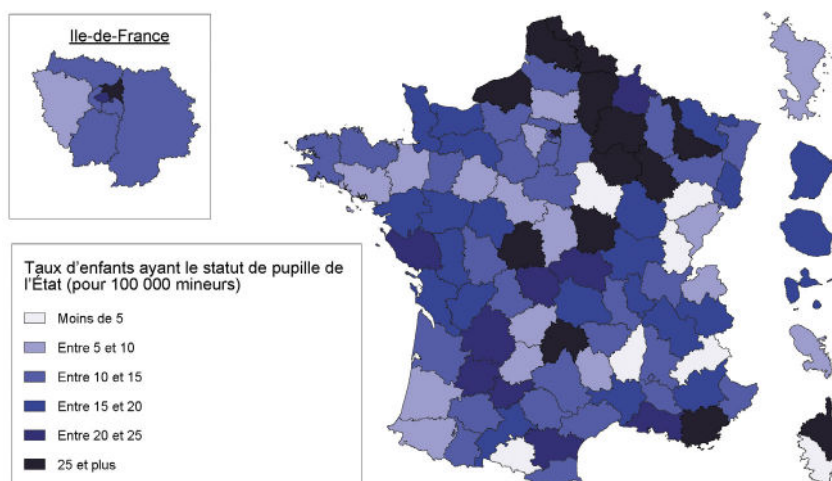 Ile-de-France
Taux d'enfants ayant le statut de pupille de
l'État (pour 100 000 mineurs)
Moins de 5
Entre 5 et 10
Entre 10 et 15
Entre 15 et 20
Entre 20 et 25
25 et plus